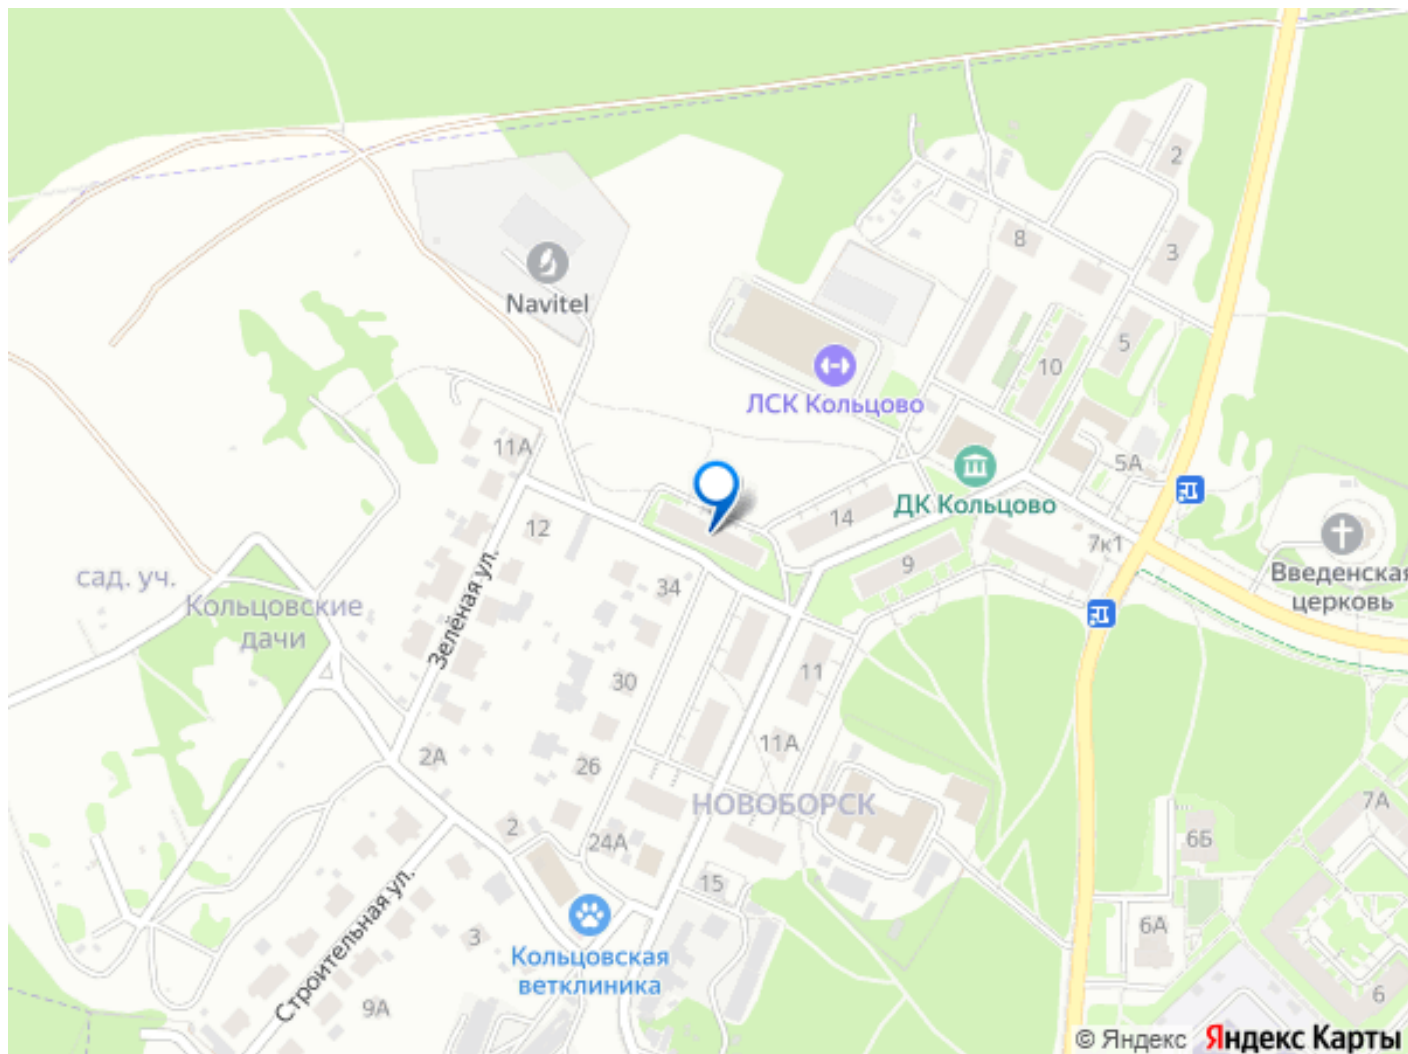 2
8
3
Navitel
5
10
ЛСК Кольцово
11А
5А
ДК Кольцово
14
12
7к1
9
Введенская
церковь
сад. уч.
Кольцовские
дачи
Зелёная ул.
34
30
11
11А
2А
26
НОВОБОРСК
7А
2
24А
6Б
15
Строительная ул.
3
6А
Кольцовская
ветклиника
9А
6
© Яндекс Яндекс Карты